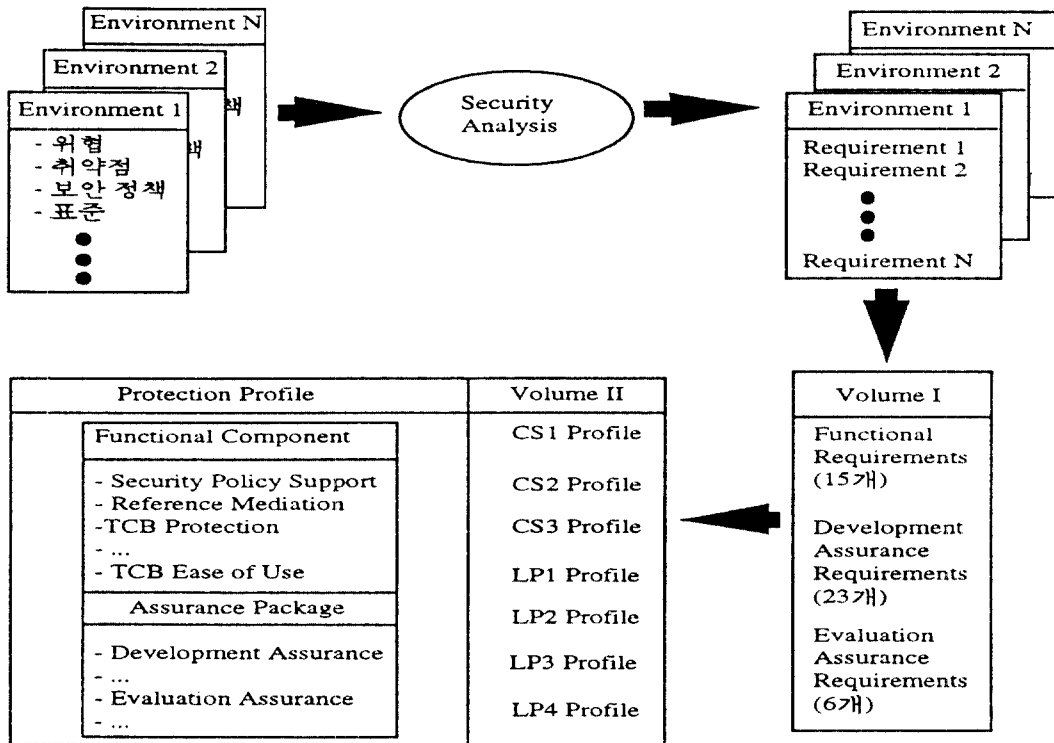 Environment N
Environment 2
책
Environment 1
책
- 위협
- 취약점
- 보안 정책
- 표준
Security
Analysis
Environment N
Environment 2
Environment 1
Requirement 1
Requirement 2
Requirement N
Protection Profile
Functional Component
- Security Policy Support
- Reference Mediation
-TCB Protection
- ...
- TCB Ease of Use
Assurance Package
- Development Assurance
- ...
- Evaluation Assurance
- ...
Volume II
CS1 Profile
CS2 Profile
CS3 Profile
LP1 Profile
LP2 Profile
LP3 Profile
LP4 Profile
Volume I
Functional
Requirements
(15개)
Development
Assurance
Requirements
(23개)
Evaluation
Assurance
Requirements
(6개)